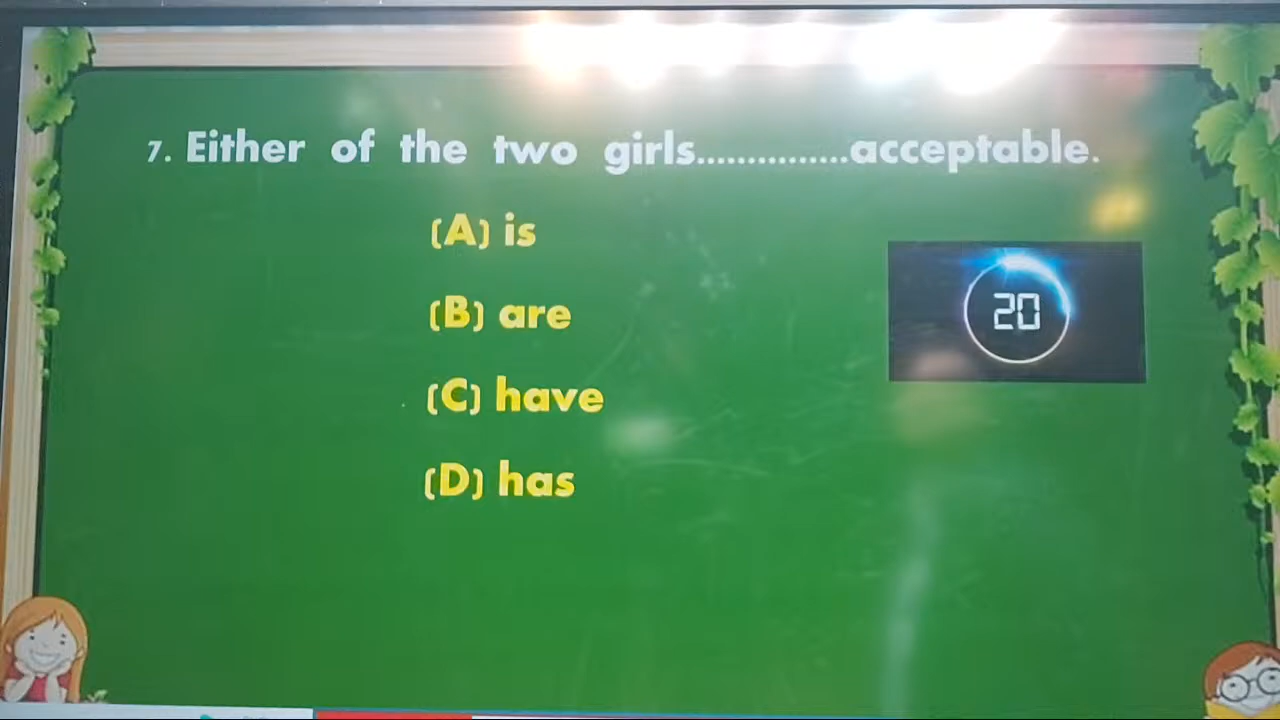 7. Either of the two girls...............acceptable.
(A) is
(B) are
(C) have
(D) has
20